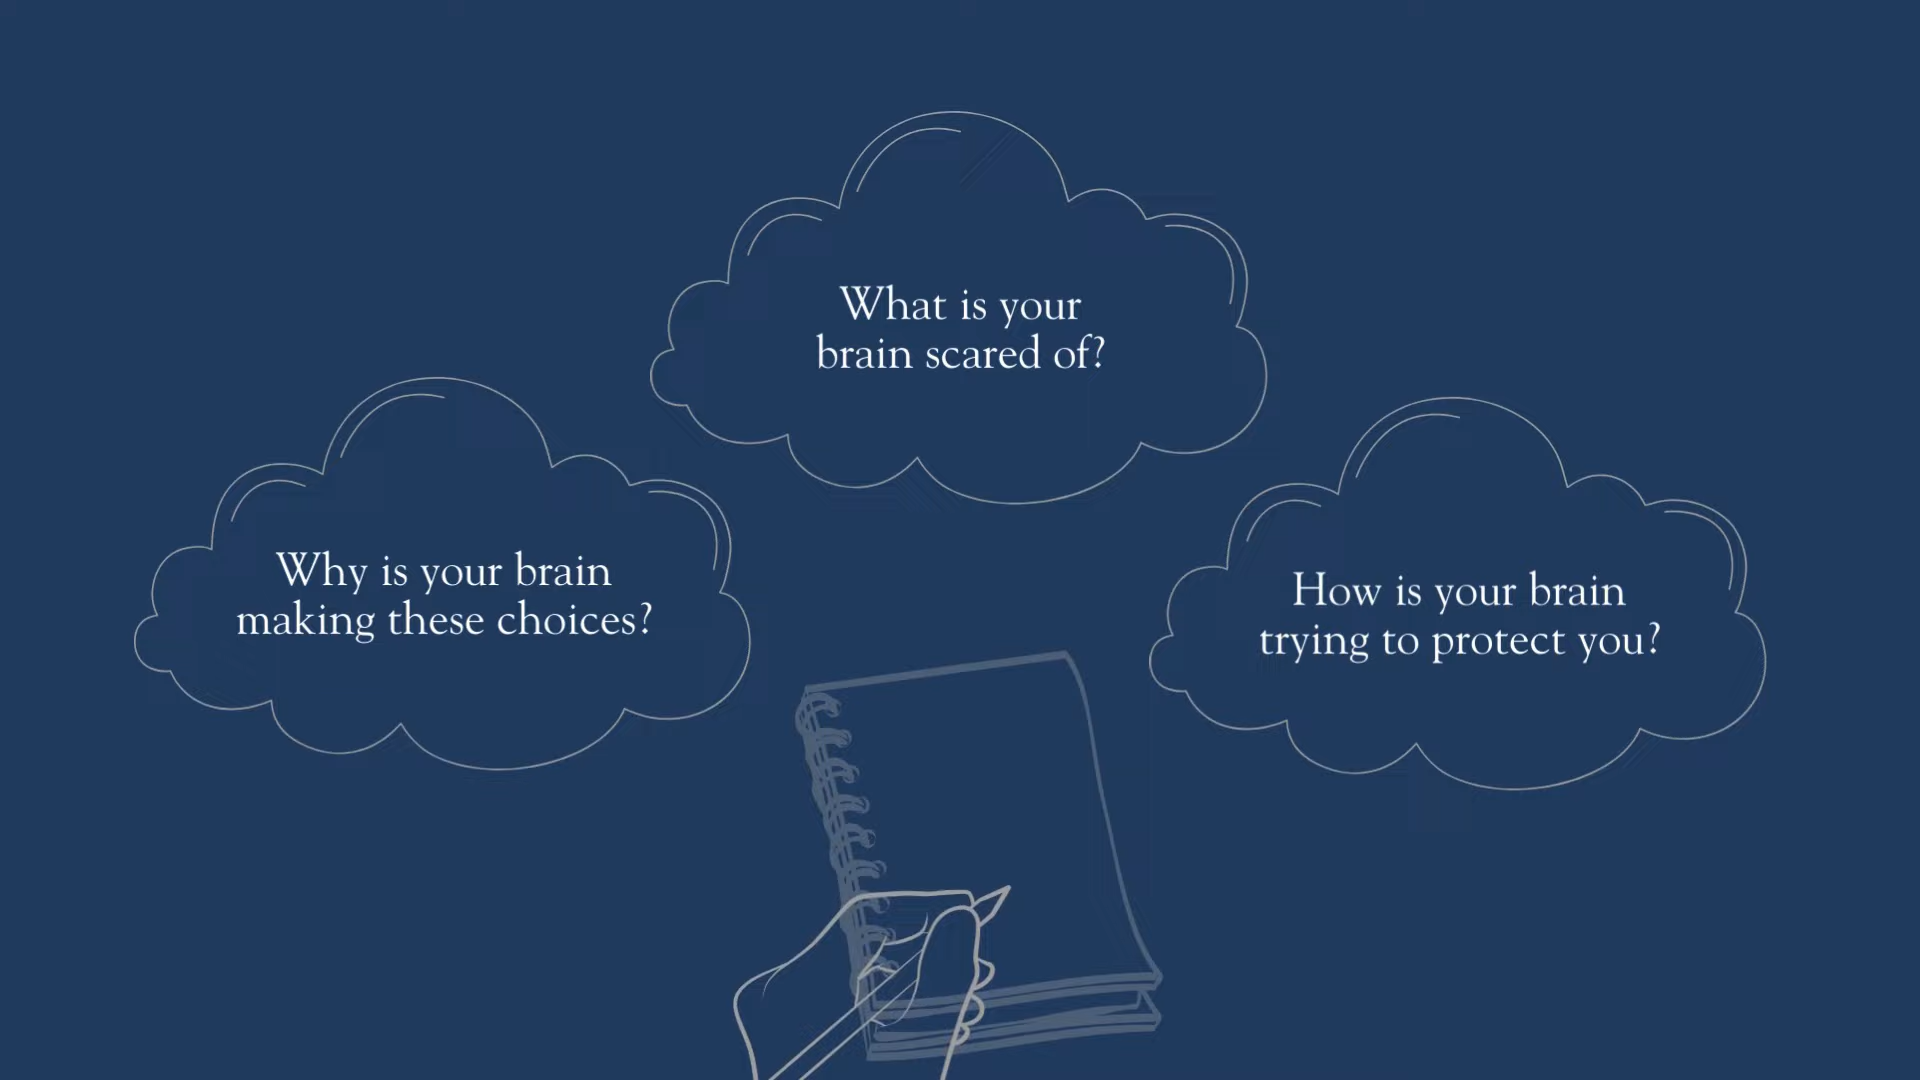 What is your
brain scared of?
Why is your brain
making these choices?
How is your brain
trying to protect you?